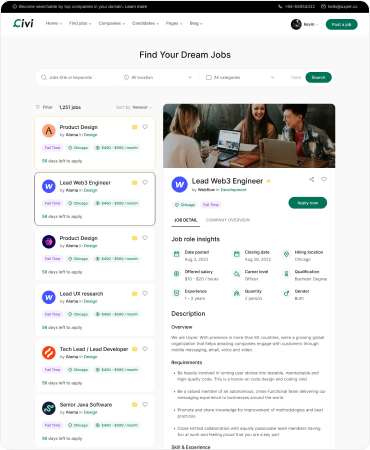 Become searchable by top companies in your domain. Learn more
hello@uxper.co
Civi
Home
Find jobs
Companies
Candidates
Pages
Blog
Kevin
Post a job
Find Your Dream Jobs
Jobs title or keywords
All location
All categories
Clear
Search
Filter
1,251 jobs
Sort by Newest
Product Design
by Alema in Design
Full Time
Chicago
$490 - $500 / month
58 days left to apply
Lead Web3 Engineer
by Alema in Design
Full Time
Chicago
$490 - $500 / month
58 days left to apply
Product Design
by Alema in Design
Full Time
Chicago
$490 - $500 / month
58 days left to apply
Lead UX research
by Alema in Design
Full Time
Chicago
$490 - $500 / month
58 days left to apply
Tech Lead / Lead Developer
by Alema in Design
Full Time
Chicago
$490 - $500 / month
58 days left to apply
Senior Java Software
by Alema in Design
Full Time
Chicago
$490 - $500 / month
58 days left to apply
Lead Web3 Engineer
by Webflow in Development
Chicago
Full Time
Apply now
JOB DETAIL
COMPANY OVERVIEW
Job role insights
Date posted
Aug 3, 2022
Closing date
Aug 29, 2022
Hiring location
Chicago
Offered salary
$10 - $20 / hours
Career level
Officer
Qualification
Bachelor Degree
Experience
1 - 2 years
Quantity
2 person
Gender
Both
Description
Overview
We are Uxper. With presence in more than 60 countries, we're a growing global
organization that helps amazing companies engage with customers through
mobile messaging, email, voice and video.
Requirements
Be heavily involved in turning user stories into testable, maintainable and
high-quality code. This is a hands-on code design and coding role!
Be a valued member of an autonomous, cross-functional team delivering our
messaging experience to businesses around the world
Promote and share knowledge for improvement of methodologies and best
practices
Close-knitted collaboration with equally passionate team members having
fun at work and feeling proud that you are a key part
Skill & Experience